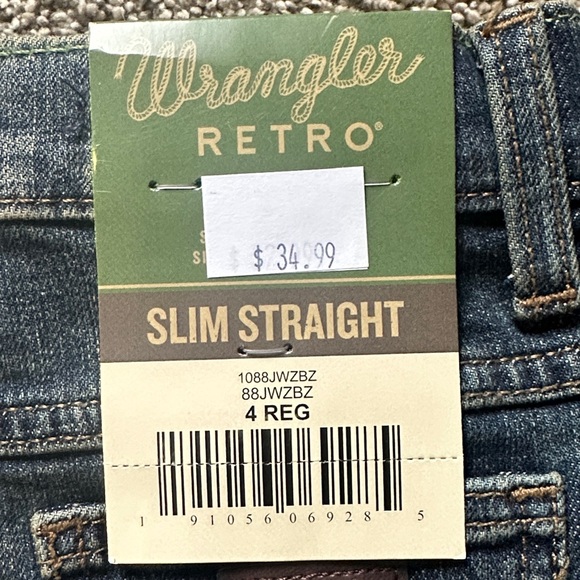 Wrangler
RETRO®
$34.99
SLIM STRAIGHT
1088JWZBZ
88JWZBZ
4 REG
1 91056 06928 5